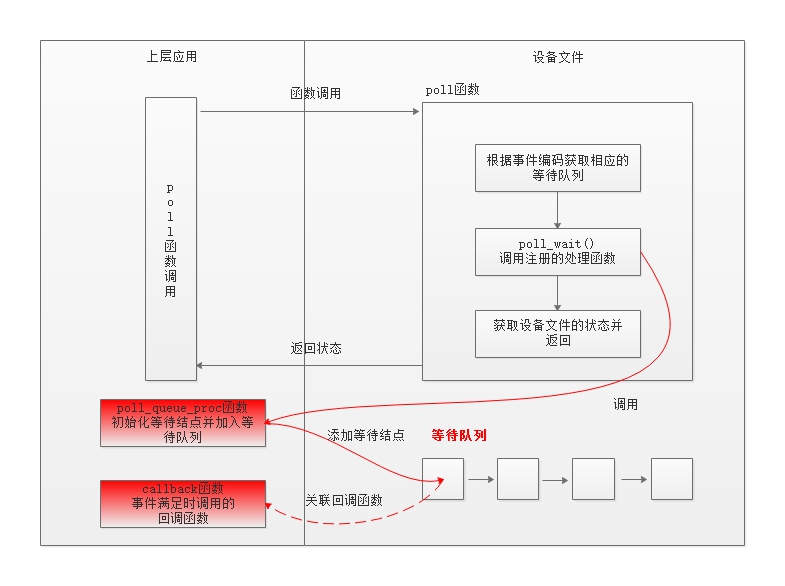 上层应用
设备文件
函数调用
poll函数
poll函数调用
根据事件编码获取相应的
等待队列
poll_wait()
调用注册的处理函数
获取设备文件的状态并
返回
返回状态
poll_queue_proc函数
初始化等待结点并加入等
待队列
调用
添加等待结点
等待队列
callback函数
事件满足时调用的
回调函数
关联回调函数